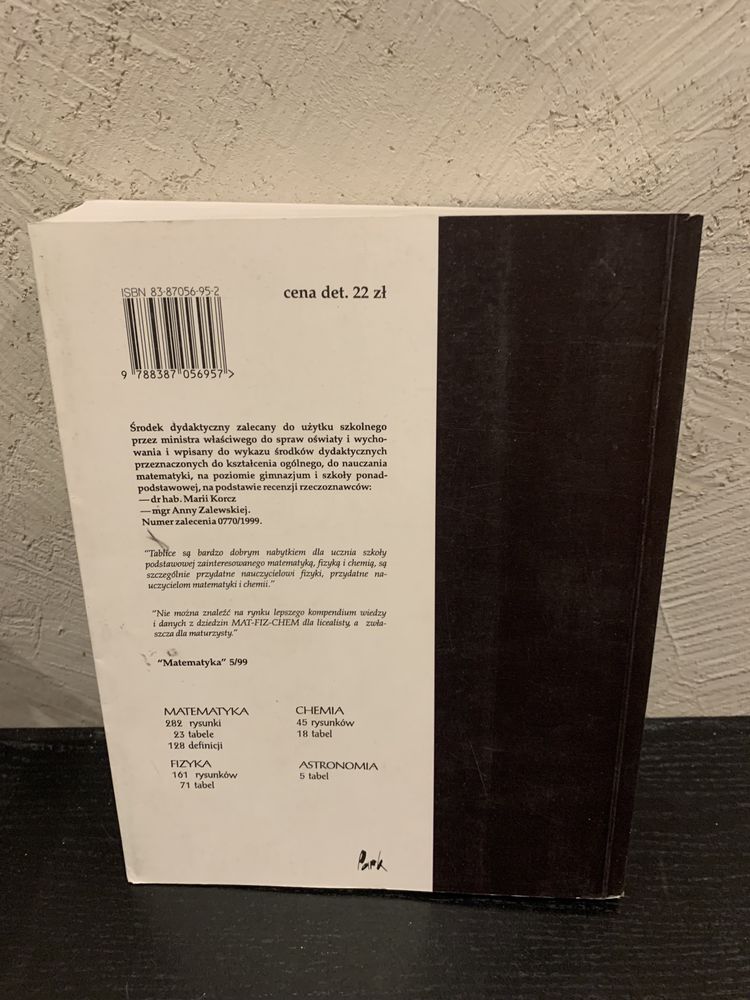 ISBN 83-87056-95-2
cena det. 22 zł
9 788387 056957 >
Środek dydaktyczny zalecany do użytku szkolnego
przez ministra właściwego do spraw oświaty i wycho-
wania i wpisany do wykazu środków dydaktycznych
przeznaczonych do kształcenia ogólnego, do nauczania
matematyki, na poziomie gimnazjum i szkoły ponad-
podstawowej, na podstawie recenzji rzeczoznawców:
— dr hab. Marii Korcz
— mgr Anny Zalewskiej.
Numer zalecenia 0770/1999.
"Tablice są bardzo dobrym nabytkiem dla ucznia szkoły
podstawowej zainteresowanego matematyką, fizyką i chemią, są
szczególnie przydatne nauczycielowi fizyki, przydatne na-
uczycielom matematyki i chemii."
"Nie można znaleźć na rynku lepszego kompendium wiedzy
i danych z dziedzin MAT-FIZ-CHEM dla licealisty, a zwła-
szcza dla maturzysty."
"Matematyka" 5/99
MATEMATYKA
282 rysunki
23 tabele
128 definicji
CHEMIA
45 rysunków
18 tabel
FIZYKA
161 rysunków
71 tabel
ASTRONOMIA
5 tabel
Park